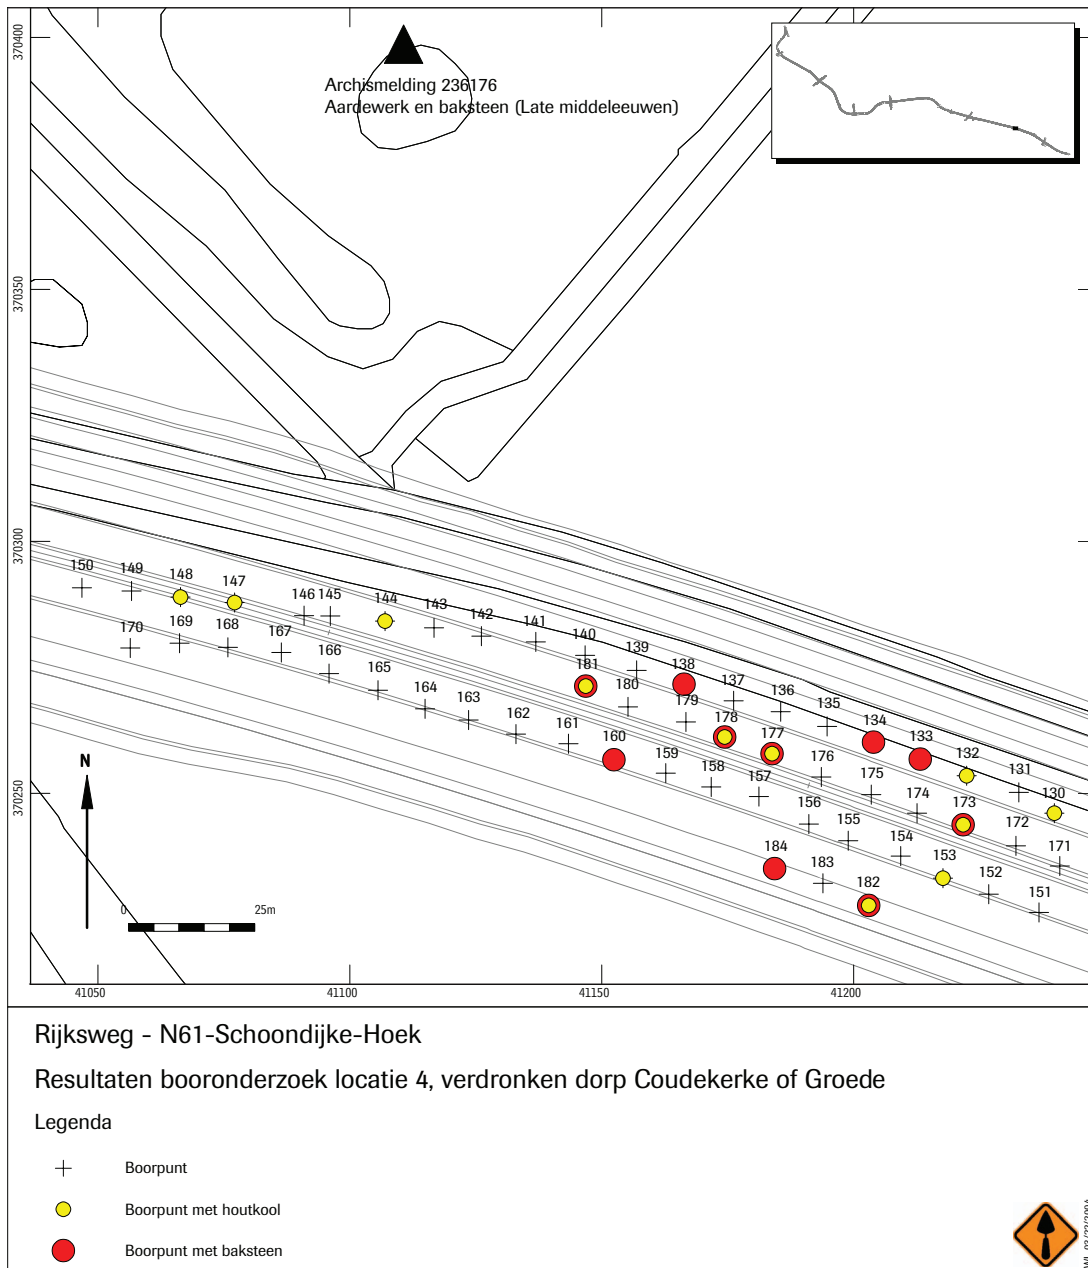 370400
Archismelding 236176
Aardewerk en baksteen (Late middeleeuwen)
370350
370300
150 149 148 147 146 145 144 143 142 141 140 139 138 137 136 135 134 133 132 131 130
170 169 168 167 166 165 164 163 162 161 160 159 158 157 156 155 154 153 152 151
181 180 179 178 177 176 175 174 173 172 171
184 183 182
370250
N
0 25m
41050 41100 41150 41200
Rijksweg - N61-Schoondijke-Hoek
Resultaten booronderzoek locatie 4, verdronken dorp Coudekerke of Groede
Legenda
Boorpunt
Boorpunt met houtkool
Boorpunt met baksteen